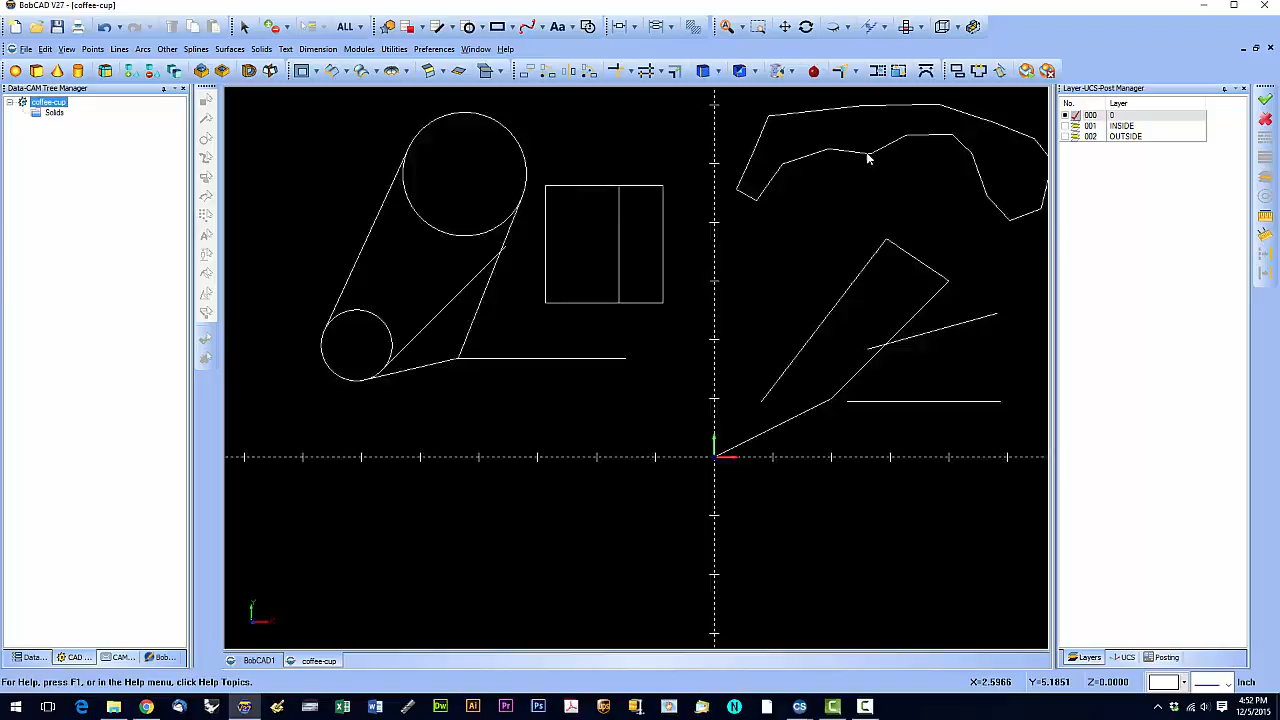 BobCAD V27 - [coffee-cup]
ALL Aa
File Edit View Points Lines Arcs Other Splines Surfaces Solids Text Dimension Modules Utilities Preferences Window Help
Data-CAM Tree Manager
coffee-cup
Solids
Layer-UCS-Post Manager
No. Layer
000 0
001 INSIDE
002 OUTSIDE
Data... CAD ... CAM... Bob...
BobCAD1 coffee-cup
Layers UCS Posting
For Help, press F1, or in the Help menu, click Help Topics.
X=2.5966 Y=5.1851 Z=0.0000 Inch
4:52 PM
12/5/2015